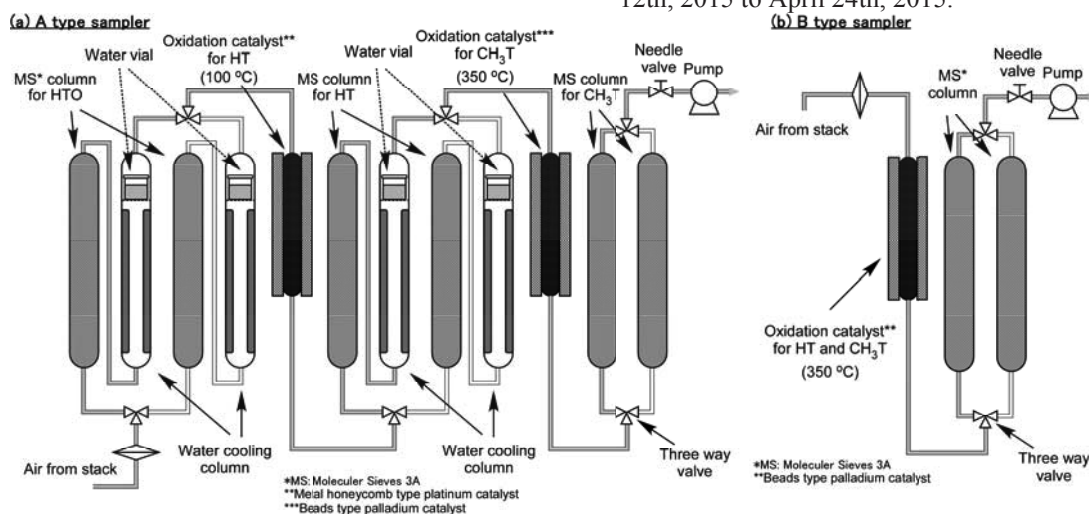 12th, 2015 to April 24th, 2015.
(a) A type sampler
Oxidation catalyst**
for HT
(100 ºC)
Water vial
MS* column
for HTO
Oxidation catalyst***
for CH₃T
(350 ºC)
Water vial
MS column
for HT
MS column
for CH₃T
Needle
valve
Pump
Water cooling
column
Air from stack
Water cooling
column
Three way
valve
*MS: Moleculer Sieves 3A
**Metal honeycomb type platinum catalyst
***Beads type palladium catalyst
(b) B type sampler
Air from stack
MS*
column
Needle
valve
Pump
Oxidation catalyst**
for HT and CH₃T
(350 ºC)
Three way
valve
*MS: Moleculer Sieves 3A
**Beads type palladium catalyst